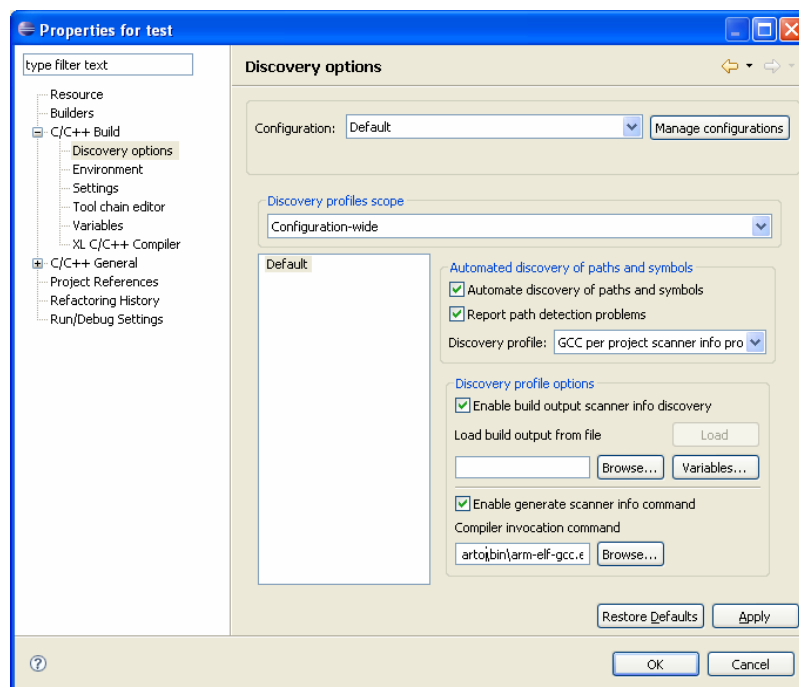 Properties for test
type filter text
Discovery options
Resource
Builders
C/C++ Build
Discovery options
Environment
Settings
Tool chain editor
Variables
XL C/C++ Compiler
C/C++ General
Project References
Refactoring History
Run/Debug Settings
Configuration: Default Manage configurations
Discovery profiles scope
Configuration-wide
Default
Automated discovery of paths and symbols
Automate discovery of paths and symbols
Report path detection problems
Discovery profile: GCC per project scanner info pro
Discovery profile options
Enable build output scanner info discovery
Load build output from file Load
Browse... Variables...
Enable generate scanner info command
Compiler invocation command
bin\arm-elf-gcc.e Browse...
Restore Defaults Apply
OK Cancel